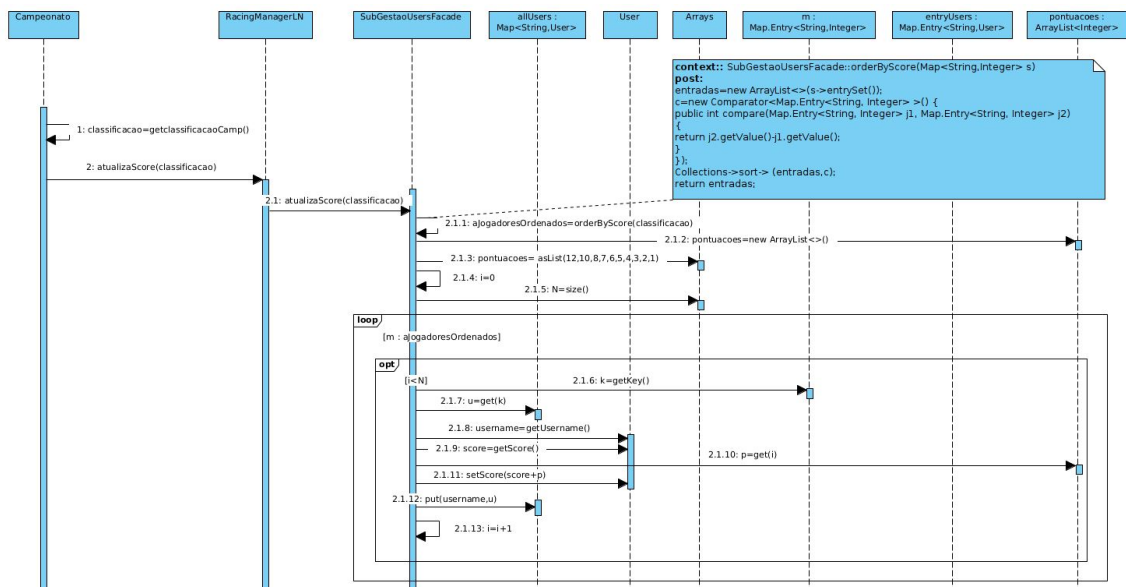 Campeonato
RacingManagerLN
SubGestaoUsersFacade
allUsers :
Map<String,User>
User
Arrays
m :
Map.Entry<String,Integer>
entryUsers :
Map.Entry<String,User>
pontuacoes :
ArrayList<Integer>
context:: SubGestaoUsersFacade::orderByScore(Map<String,Integer> s)
post:
entradas=new ArrayList<>(s->entrySet());
c=new Comparator<Map.Entry<String, Integer> >() {
public int compare(Map.Entry<String, Integer> j1, Map.Entry<String, Integer> j2)
{
return j2.getValue()-j1.getValue();
}
});
Collections->sort-> (entradas,c);
return entradas;
1: classificacao=getclassificacaoCamp()
2: atualizaScore(classificacao)
2.1: atualizaScore(classificacao)
2.1.1: aJogadoresOrdenados=orderByScore(classificacao)
2.1.2: pontuacoes=new ArrayList<>()
2.1.3: pontuacoes= asList(12,10,8,7,6,5,4,3,2,1)
2.1.4: i=0
2.1.5: N=size()
loop
[m : aJogadoresOrdenados]
opt
[i<N]
2.1.6: k=getKey()
2.1.7: u=get(k)
2.1.8: username=getUsername()
2.1.9: score=getScore()
2.1.10: p=get(i)
2.1.11: setScore(score+p)
2.1.12: put(username,u)
2.1.13: i=i+1